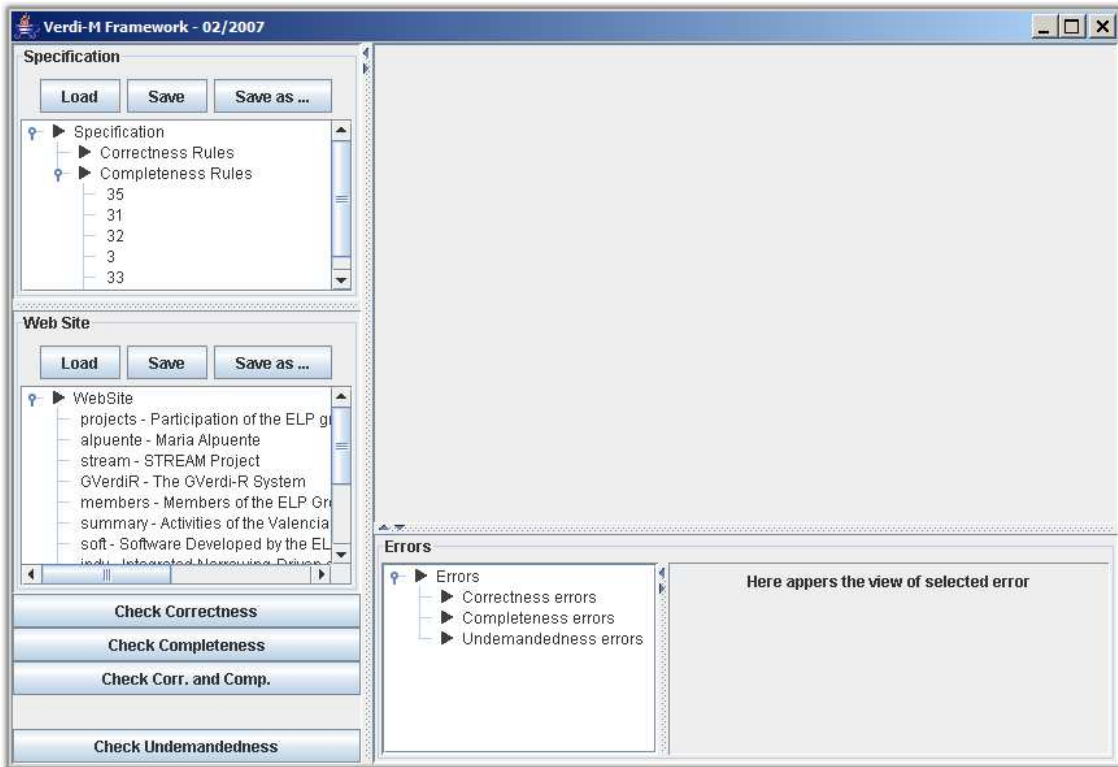 Verdi-M Framework - 02/2007
Specification
Load Save Save as ...
Specification
Correctness Rules
Completeness Rules
35
31
32
3
33
Web Site
Load Save Save as ...
WebSite
projects - Participation of the ELP
alpuente - Maria Alpuente
stream - STREAM Project
GVerdiR - The GVerdi-R System
members - Members of the ELP
summary - Activities of the Valencia
soft - Software Developed by the EL
Check Correctness
Check Completeness
Check Corr. and Comp.
Check Undemandedness
Errors
Errors
Correctness errors
Completeness errors
Undemandedness errors
Here appers the view of selected error